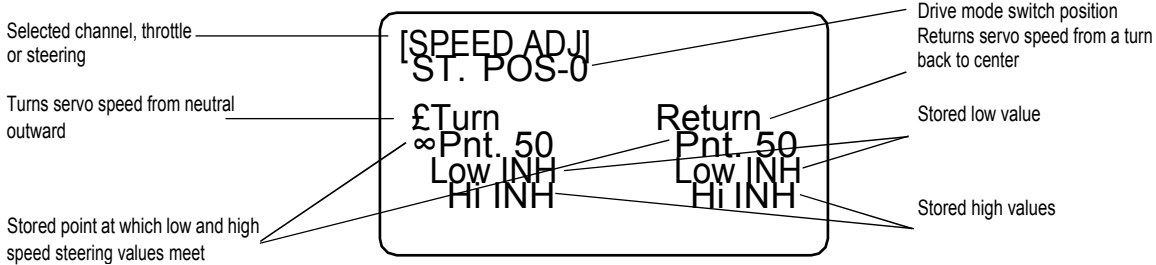 Selected channel, throttle
or steering
Turns servo speed from neutral
outward
Stored point at which low and high
speed steering values meet
[SPEED ADJ]
ST. POS-0
£Turn
∞Pnt. 50
Low INH
Hi INH
Return
Pnt. 50
Low INH
Hi INH
Drive mode switch position
Returns servo speed from a turn
back to center
Stored low value
Stored high values